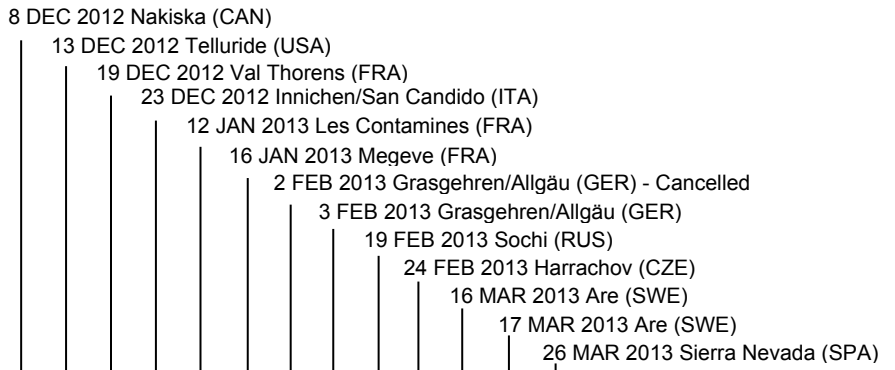 8 DEC 2012 Nakiska (CAN)
13 DEC 2012 Telluride (USA)
19 DEC 2012 Val Thorens (FRA)
23 DEC 2012 Innichen/San Candido (ITA)
12 JAN 2013 Les Contamines (FRA)
16 JAN 2013 Megeve (FRA)
2 FEB 2013 Grasgehren/Allgäu (GER) - Cancelled
3 FEB 2013 Grasgehren/Allgäu (GER)
19 FEB 2013 Sochi (RUS)
24 FEB 2013 Harrachov (CZE)
16 MAR 2013 Are (SWE)
17 MAR 2013 Are (SWE)
26 MAR 2013 Sierra Nevada (SPA)